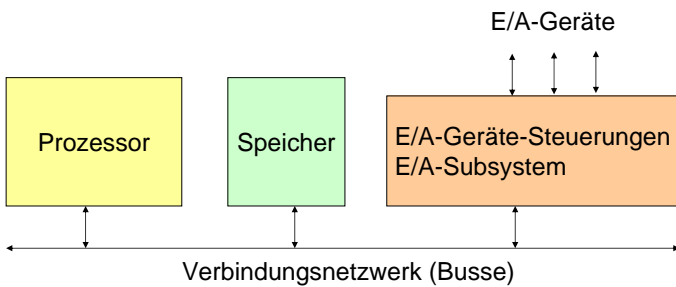 E/A-Geräte
Prozessor
Speicher
E/A-Geräte-Steuerungen
E/A-Subsystem
Verbindungsnetzwerk (Busse)